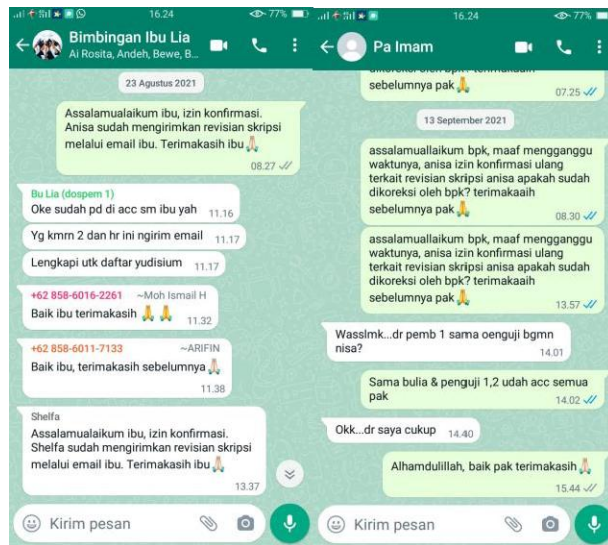 16.24
77%
Bimbingan Ibu Lia
Ai Rosita, Andeh, Bewe, B...
23 Agustus 2021
Assalamualaikum ibu, izin konfirmasi.
Anisa sudah mengirimkan revisian skripsi
melalui email ibu. Terimakasih ibu🙏🏻
08.27
Bu Lia (dospem 1)
Oke sudah pd di acc sm ibu yah 11.16
Yg kmrn 2 dan hr ini ngirim email 11.17
Lengkapi utk daftar yudisium 11.17
+62 858-6016-2261 ~Moh Ismail H
Baik ibu terimakasih 🙏 🙏 11.32
+62 858-6011-7133 ~ARIFIN
Baik ibu, terimakasih sebelumnya🙏🏻
11.38
Shelfa
Assalamualaikum ibu, izin konfirmasi.
Shelfa sudah mengirimkan revisian skripsi
melalui email ibu. Terimakasih ibu🙏🏻
13.37
Kirim pesan
16.24
77%
Pa Imam
sebelumnya pak🙏
07.25
13 September 2021
assalamuallaikum bpk, maaf mengganggu
waktunya, anisa izin konfirmasi ulang
terkait revisian skripsi anisa apakah sudah
dikoreksi oleh bpk? terimakaaih
sebelumnya pak🙏
08.30
assalamuallaikum bpk, maaf mengganggu
waktunya, anisa izin konfirmasi ulang
terkait revisian skripsi anisa apakah sudah
dikoreksi oleh bpk? terimakaaih
sebelumnya pak🙏
13.57
Wasslmk...dr pemb 1 sama oenguji bgmn
nisa?
14.01
Sama bulia & penguji 1,2 udah acc semua
pak
14.02
Okk...dr saya cukup 14.40
Alhamdulillah, baik pak terimakasih🙏🏻
15.44
Kirim pesan